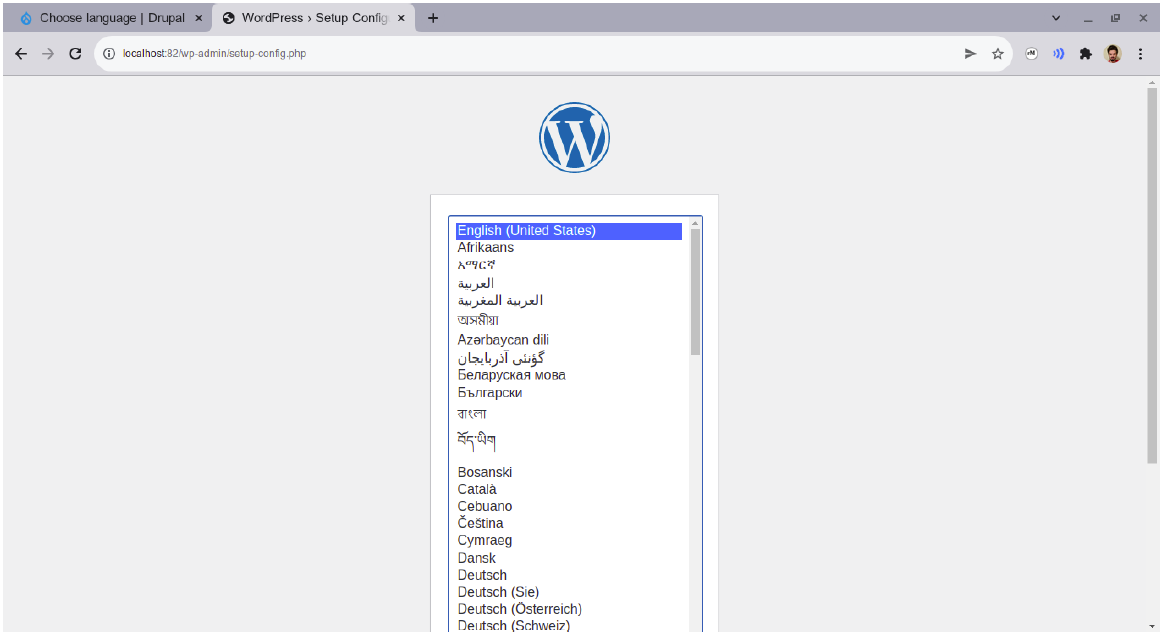 Choose language | Drupal
WordPress › Setup Config
localhost:82/wp-admin/setup-config.php
English (United States)
Afrikaans
አማርኛ
العربية
العربية المغربية
অসমীয়া
Azərbaycan dili
گؤنئی آذربایجان
Беларуская мова
Български
বাংলা
བོད་ཡིག
Bosanski
Català
Cebuano
Čeština
Cymraeg
Dansk
Deutsch
Deutsch (Sie)
Deutsch (Österreich)
Deutsch (Schweiz)